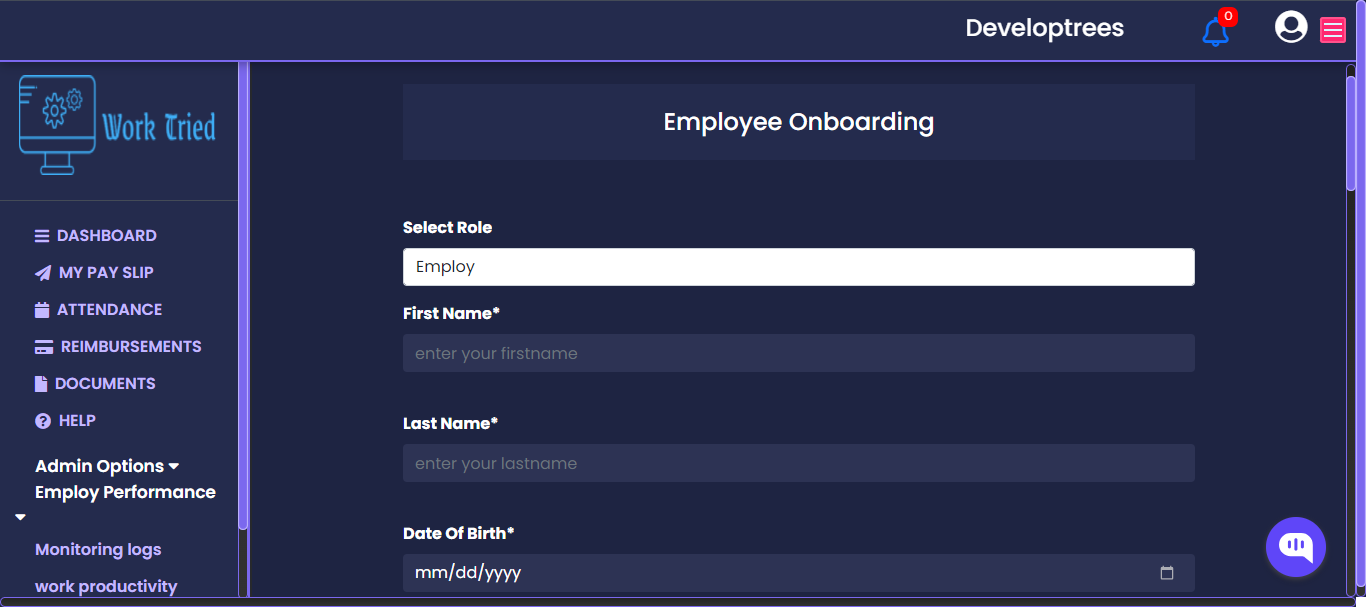 Developtrees
0
Work Tried
DASHBOARD
MY PAY SLIP
ATTENDANCE
REIMBURSEMENTS
DOCUMENTS
HELP
Admin Options
Employ Performance
Monitoring logs
work productivity
Employee Onboarding
Select Role
Employ
First Name*
enter your firstname
Last Name*
enter your lastname
Date Of Birth*
mm/dd/yyyy